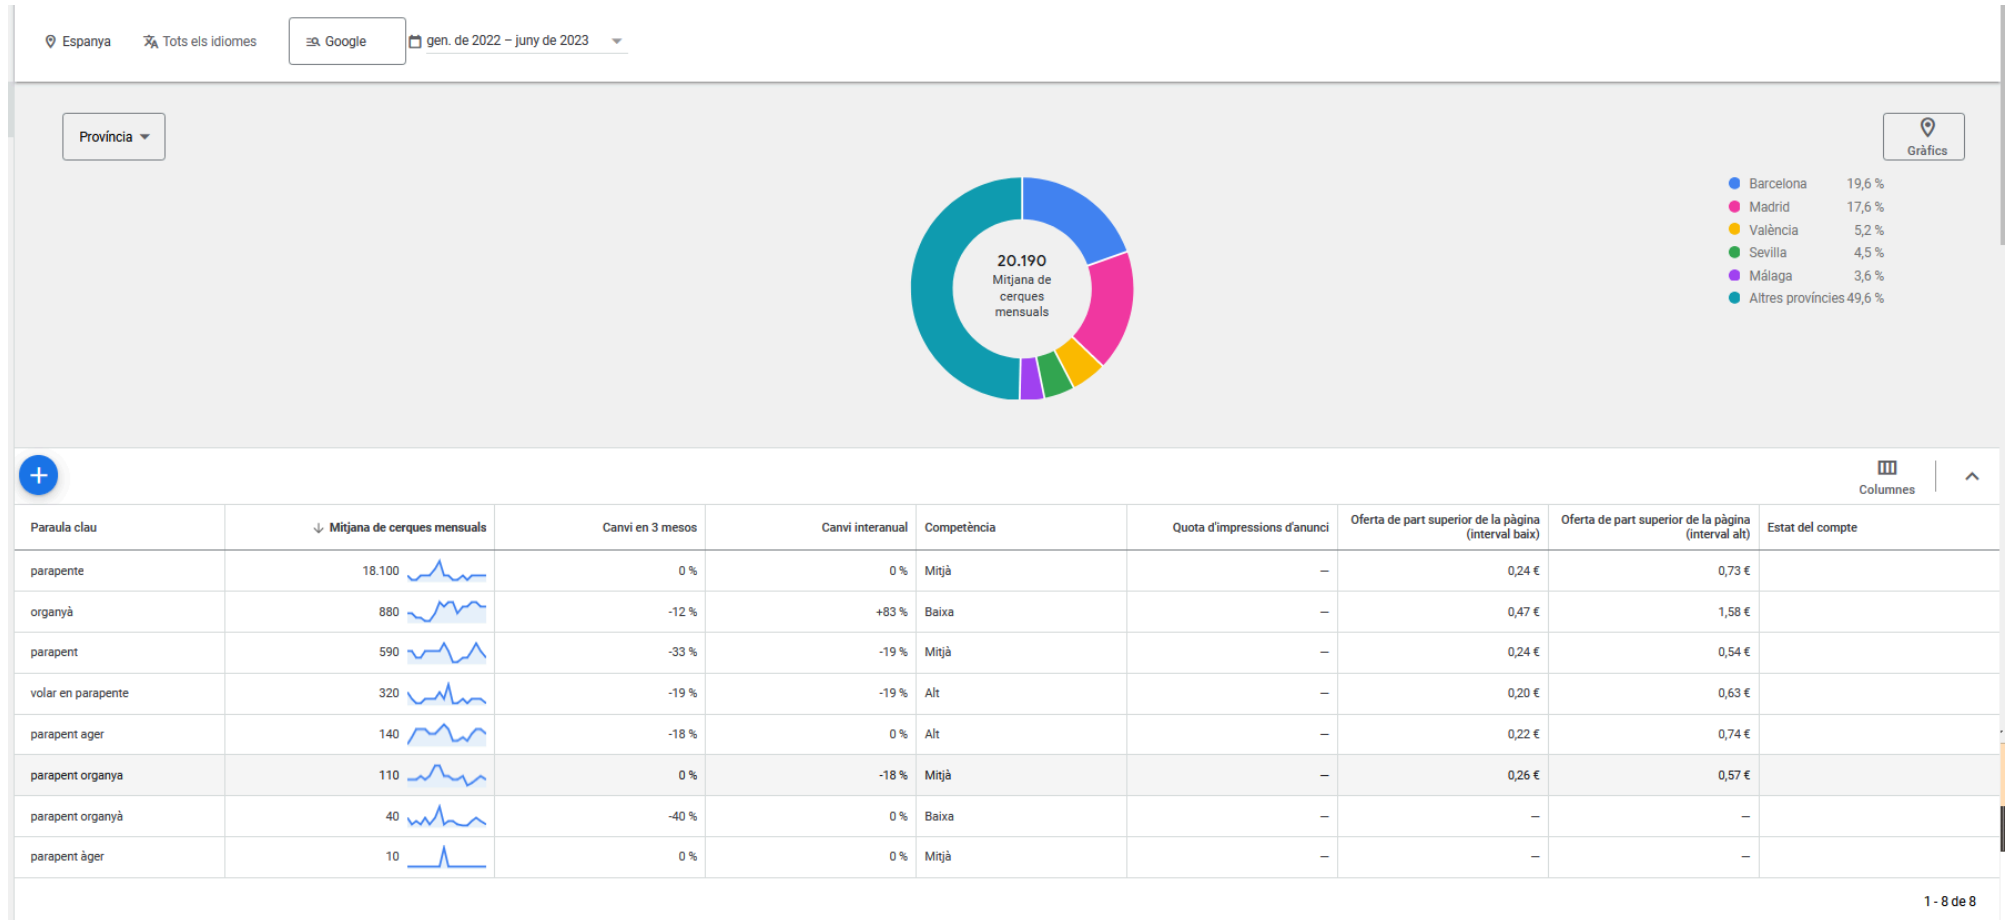 Espanya Tots els idiomes Google gen. de 2022 – juny de 2023
Província
Gràfics
Barcelona 19,6 %
Madrid 17,6 %
València 5,2 %
Sevilla 4,5 %
Málaga 3,6 %
Altres províncies 49,6 %
20.190
Mitjana de
cerques
mensuals
Columnes
Paraula clau Mitjana de cerques mensuals Canvi en 3 mesos Canvi interanual Competència Quota d'impressions d'anunci Oferta de part superior de la pàgina (interval baix) Oferta de part superior de la pàgina (interval alt) Estat del compte
parapente 18.100 0 % 0 % Mitjà – 0,24 € 0,73 €
organyà 880 -12 % +83 % Baixa – 0,47 € 1,58 €
parapent 590 -33 % -19 % Mitjà – 0,24 € 0,54 €
volar en parapente 320 -19 % -19 % Alt – 0,20 € 0,63 €
parapent ager 140 -18 % 0 % Alt – 0,22 € 0,74 €
parapent organya 110 0 % -18 % Mitjà – 0,26 € 0,57 €
parapent organyà 40 -40 % 0 % Baixa – – –
parapent àger 10 0 % 0 % Mitjà – – –
1 - 8 de 8